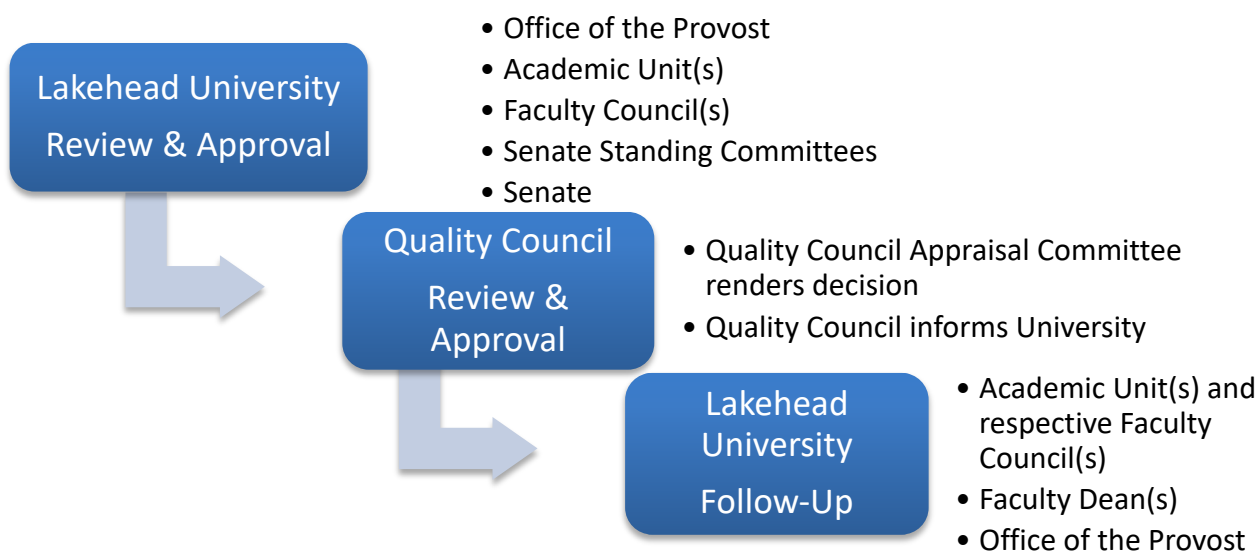 Lakehead University
Review & Approval
• Office of the Provost
• Academic Unit(s)
• Faculty Council(s)
• Senate Standing Committees
• Senate
Quality Council
Review &
Approval
• Quality Council Appraisal Committee
renders decision
• Quality Council informs University
Lakehead
University
Follow-Up
• Academic Unit(s) and
respective Faculty
Council(s)
• Faculty Dean(s)
• Office of the Provost